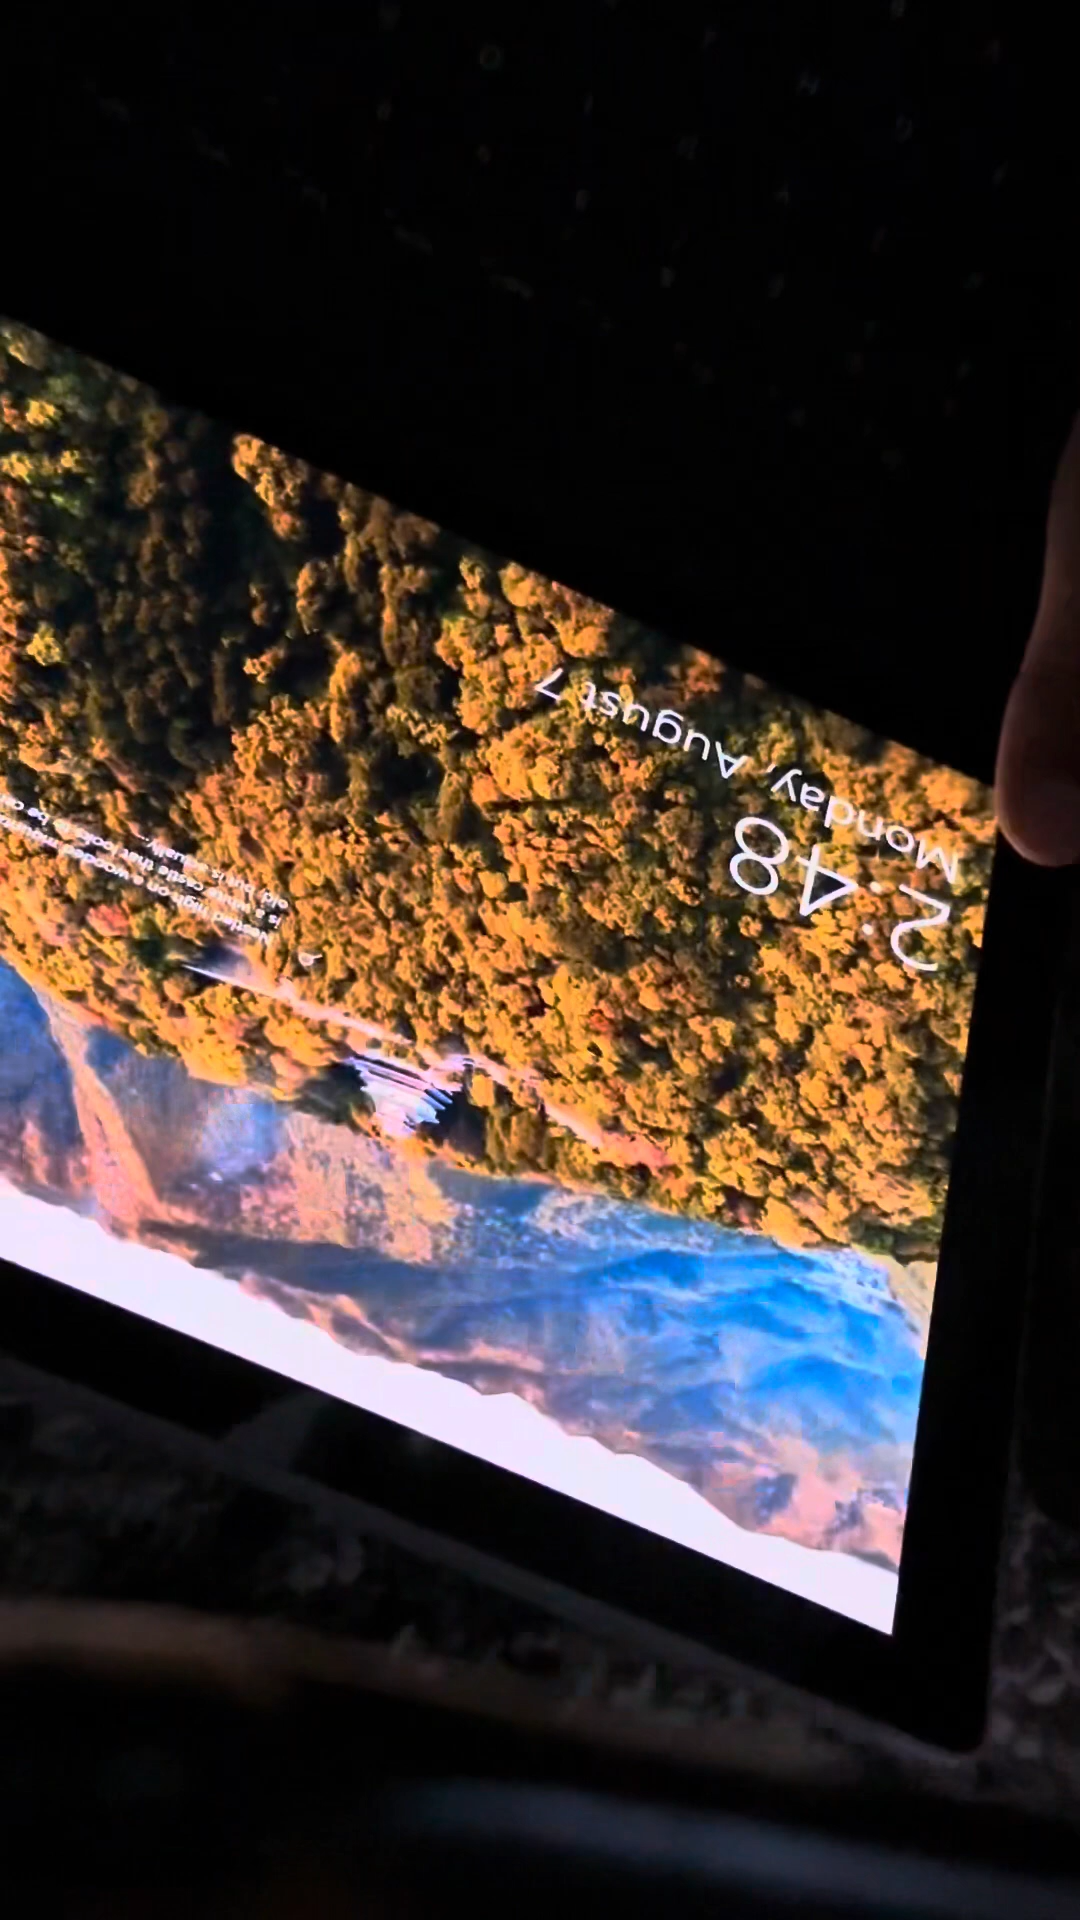 2:48
Monday, August 7
Nestled high on a wooded
is a white castle that looks to be
old, but is actually...